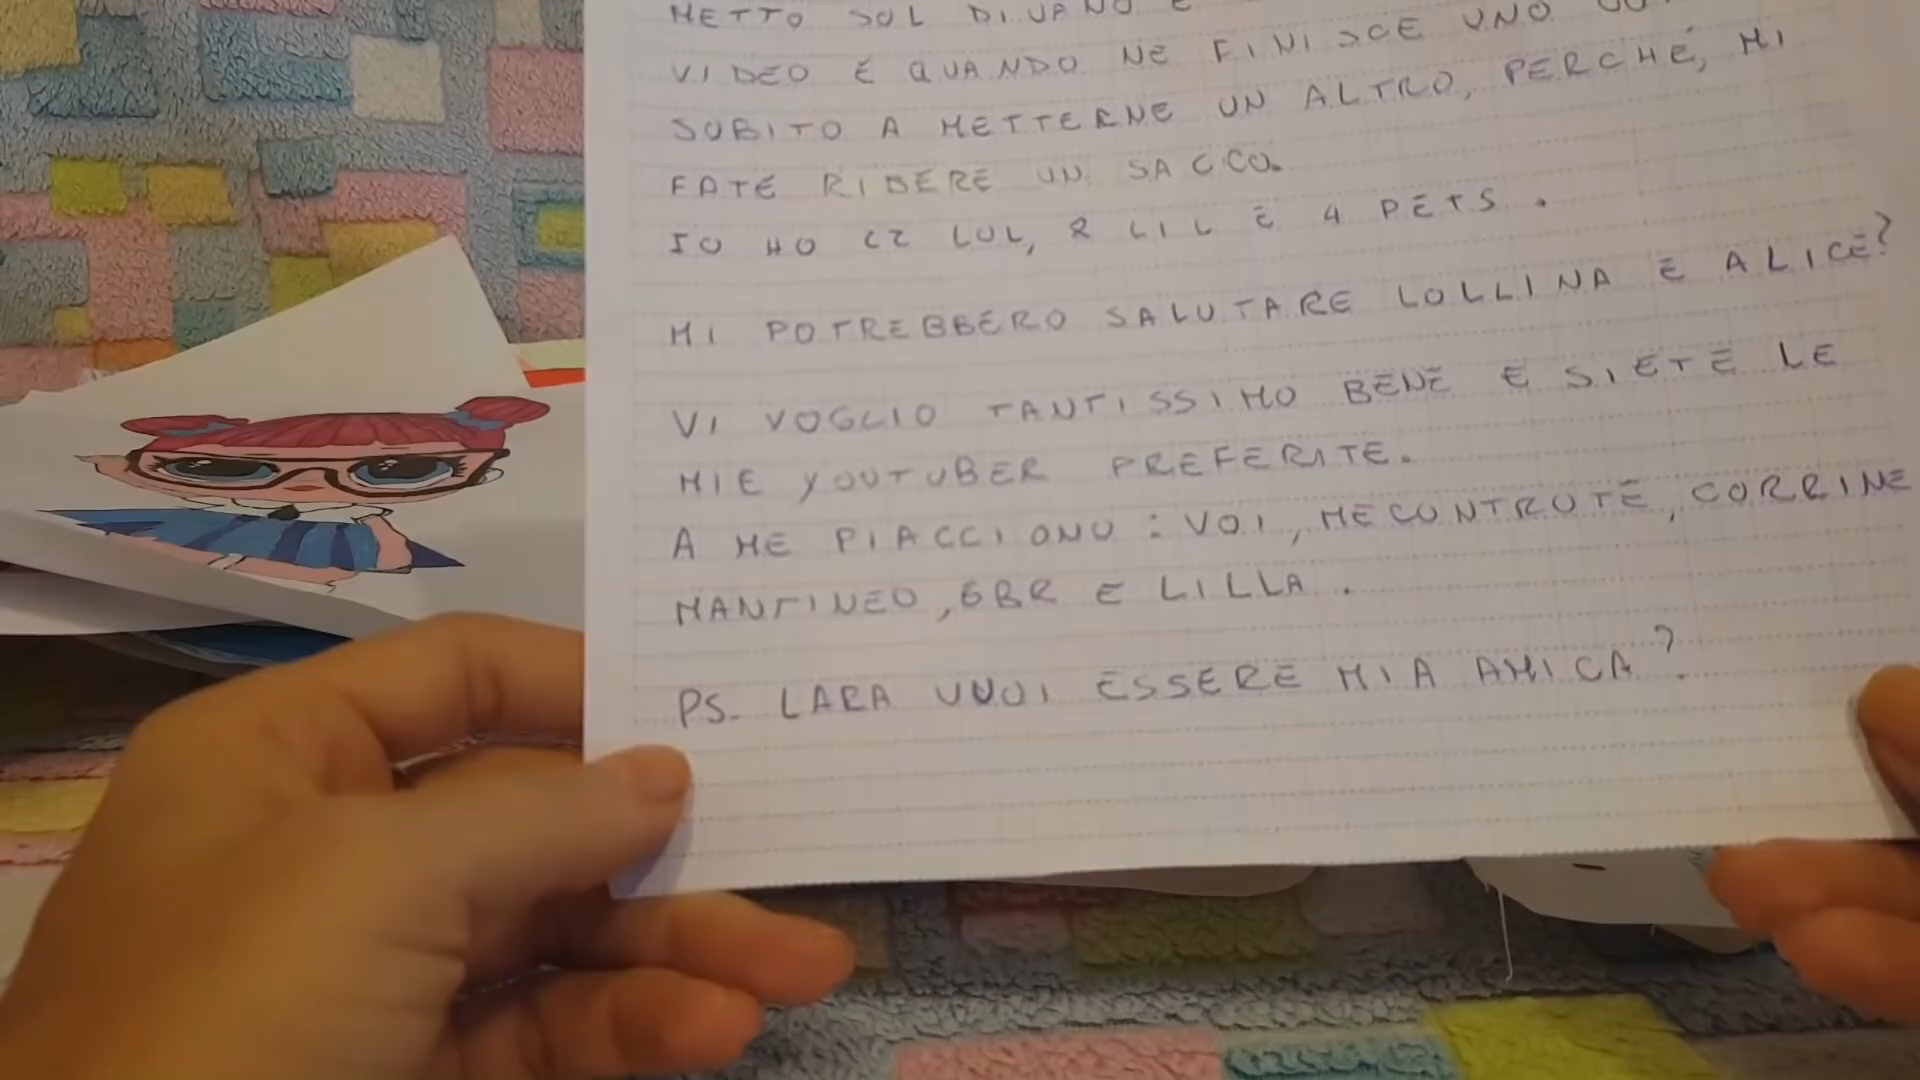 METTO SUL DIVANO E
VIDEO E QUANDO NE FINISCE UNO
SUBITO A METTERNE UN ALTRO, PERCHÉ, MI
FATE RIDERE UN SACCO.
IO HO 22 LOL, 2 LIL E 4 PETS.
MI POTREBBERO SALUTARE LOLLINA E ALICE?
VI VOGLIO TANTISSIMO BENE E SIETE LE
MIE YOUTUBER PREFERITE.
A ME PIACCIONO: VOI, MECONTROTE, CORRINE
MANTINEO, GBR E LILLA.
PS. LARA VUOI ESSERE MIA AMICA?